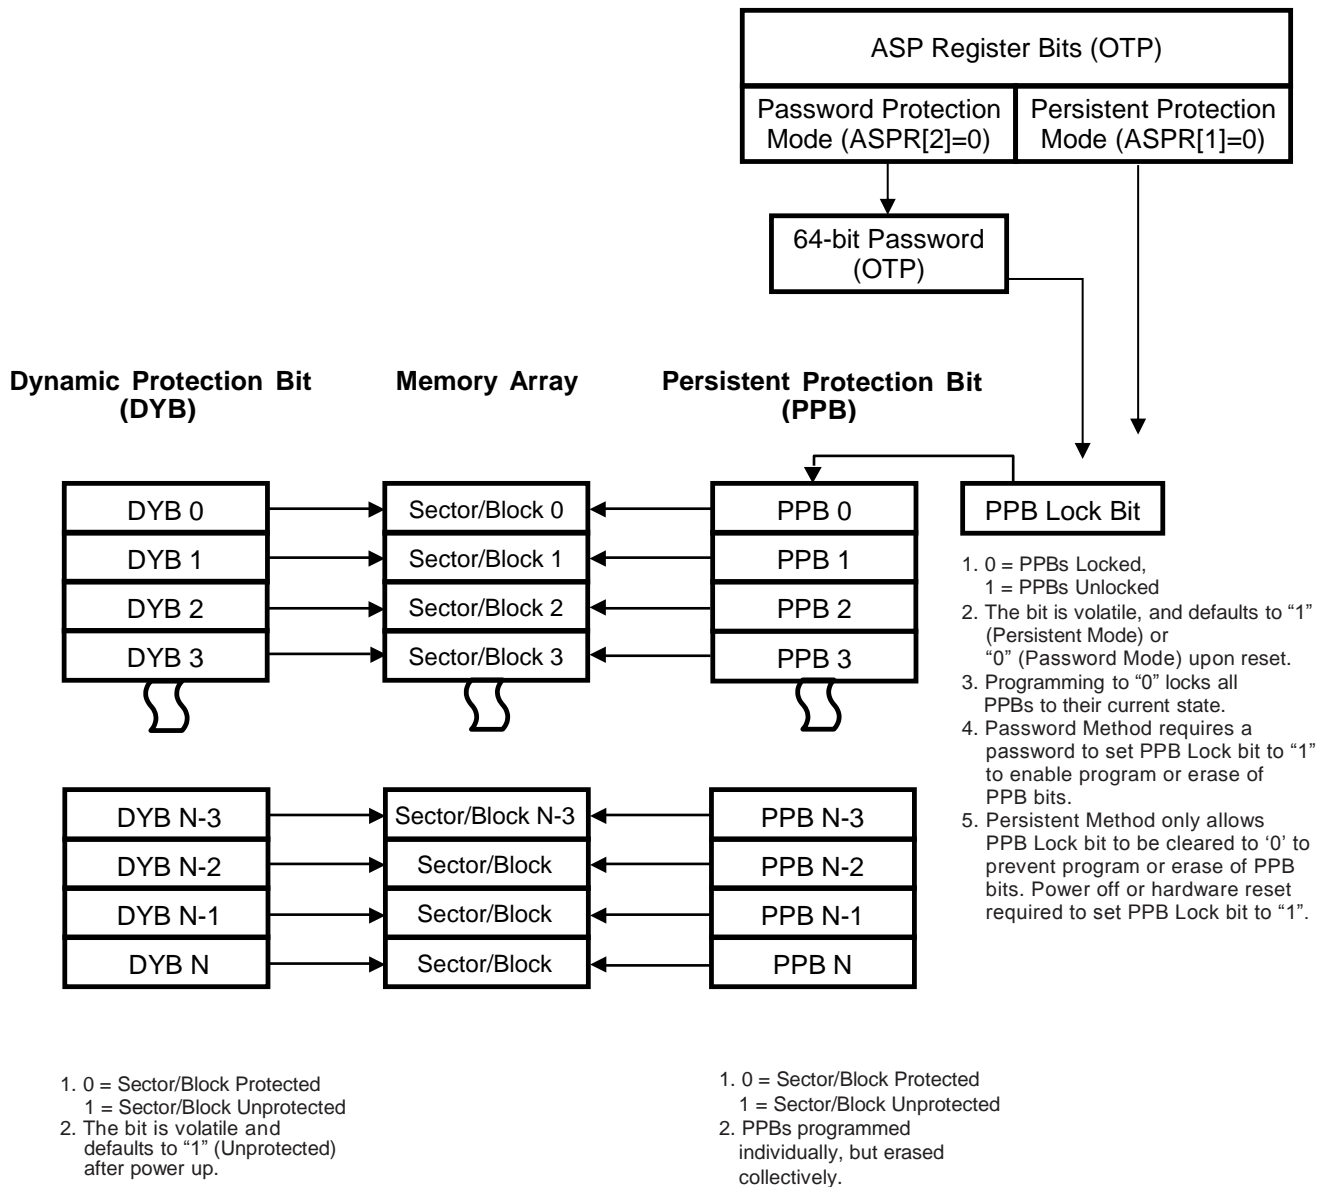 ASP Register Bits (OTP)
Password Protection
Mode (ASPR[2]=0)
Persistent Protection
Mode (ASPR[1]=0)
64-bit Password
(OTP)
Dynamic Protection Bit
(DYB)
Memory Array
Persistent Protection Bit
(PPB)
DYB 0
Sector/Block 0
PPB 0
PPB Lock Bit
DYB 1
Sector/Block 1
PPB 1
DYB 2
Sector/Block 2
PPB 2
DYB 3
Sector/Block 3
PPB 3
1. 0 = PPBs Locked,
1 = PPBs Unlocked
2. The bit is volatile, and defaults to “1”
(Persistent Mode) or
“0” (Password Mode) upon reset.
3. Programming to “0” locks all
PPBs to their current state.
4. Password Method requires a
password to set PPB Lock bit to “1”
to enable program or erase of
PPB bits.
5. Persistent Method only allows
PPB Lock bit to be cleared to ‘0’ to
prevent program or erase of PPB
bits. Power off or hardware reset
required to set PPB Lock bit to “1”.
DYB N-3
Sector/Block N-3
PPB N-3
DYB N-2
Sector/Block
PPB N-2
DYB N-1
Sector/Block
PPB N-1
DYB N
Sector/Block
PPB N
1. 0 = Sector/Block Protected
1 = Sector/Block Unprotected
2. The bit is volatile and
defaults to “1” (Unprotected)
after power up.
1. 0 = Sector/Block Protected
1 = Sector/Block Unprotected
2. PPBs programmed
individually, but erased
collectively.